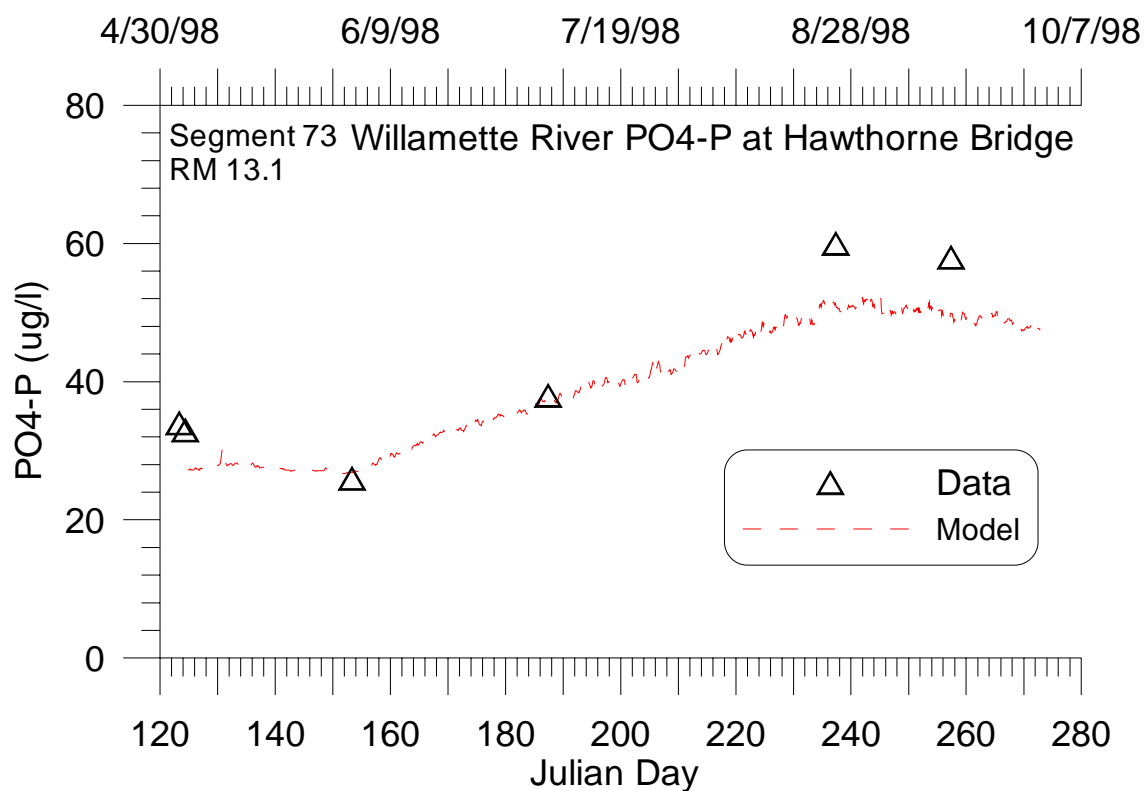 4/30/98 6/9/98 7/19/98 8/28/98 10/7/98
80
Segment 73 Willamette River PO4-P at Hawthorne Bridge
RM 13.1
60
PO4-P (ug/l)
40
Data
Model
20
0
120 140 160 180 200 220 240 260 280
Julian Day